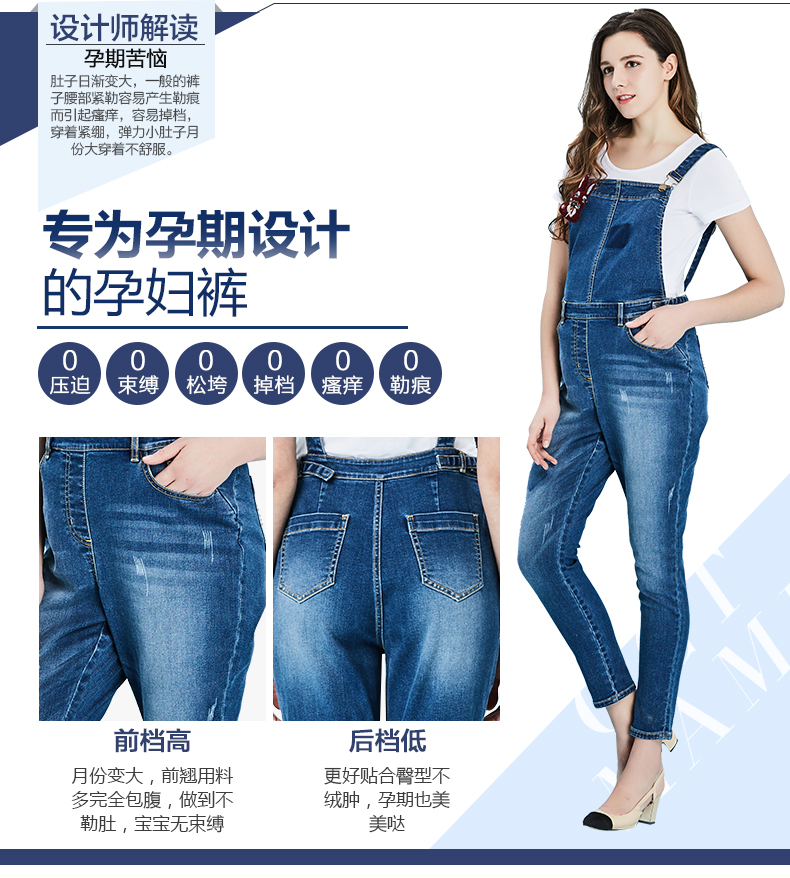 设计师解读
孕期苦恼
肚子日渐变大，一般的裤
子腰部紧勒容易产生勒痕
而引起瘙痒，容易掉档，
穿着紧绷，弹力小肚子月
份大穿着不舒服。
专为孕期设计
的孕妇裤
0 0 0 0 0 0
压迫 束缚 松垮 掉档 瘙痒 勒痕
前档高
月份变大，前翘用料
多完全包腹，做到不
勒肚，宝宝无束缚
后档低
更好贴合臀型不
绒肿，孕期也美
美哒